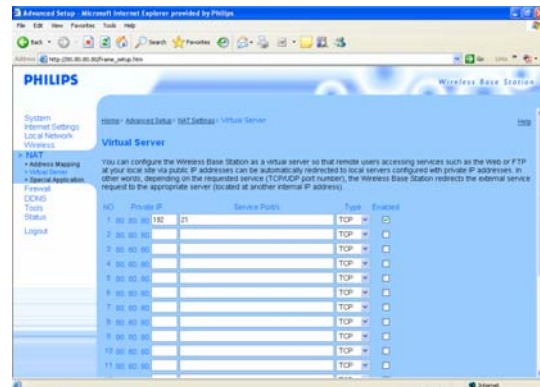 Advanced Setup - Microsoft Internet Explorer provided by Philips
File Edit View Favorites Tools Help
Back Search Favorites
Address Go Links
PHILIPS
Wireless Base Station
System
Internet Settings
Local Network
Wireless
> NAT
• Address Mapping
• Virtual Server
• Special Application
Firewall
DDNS
Tools
Status
Logout
Home> Advanced Setup> NAT Settings> Virtual Server
Help
Virtual Server
You can configure the Wireless Base Station as a virtual server so that remote users accessing services such as the Web or FTP
at your local site via public IP addresses can be automatically redirected to local servers configured with private IP addresses. In
other words, depending on the requested service (TCP/UDP port number), the Wireless Base Station redirects the external service
request to the appropriate server (located at another internal IP address).
NO Private IP Service Port/s Type Enabled
1 192 21 TCP
2 TCP
3 TCP
4 TCP
5 TCP
6 TCP
7 TCP
8 TCP
9 TCP
10 TCP
11 TCP
Internet